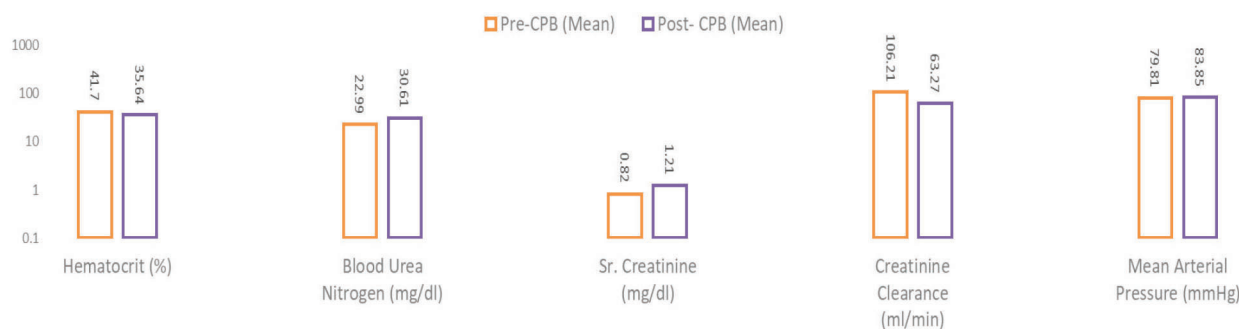 Pre-CPB (Mean) Post- CPB (Mean)
1000
100
10
1
0.1
41.7 35.64
22.99 30.61
0.82 1.21
106.21 63.27
79.81 83.85
Hematocrit (%)
Blood Urea
Nitrogen (mg/dl)
Sr. Creatinine
(mg/dl)
Creatinine
Clearance
(ml/min)
Mean Arterial
Pressure (mmHg)